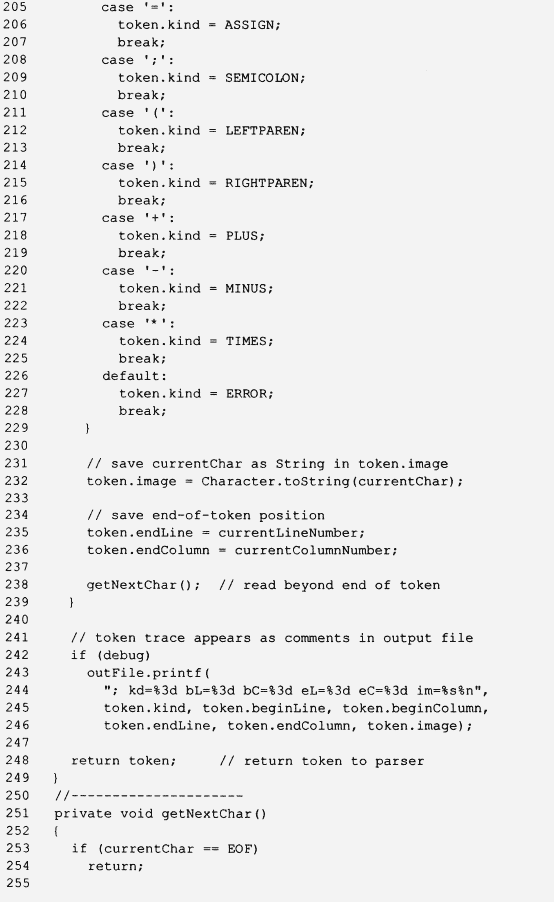 205         case '=':
206           token.kind = ASSIGN;
207           break;
208         case ';':
209           token.kind = SEMICOLON;
210           break;
211         case '(':
212           token.kind = LEFTPAREN;
213           break;
214         case ')':
215           token.kind = RIGHTPAREN;
216           break;
217         case '+':
218           token.kind = PLUS;
219           break;
220         case '-':
221           token.kind = MINUS;
222           break;
223         case '*':
224           token.kind = TIMES;
225           break;
226         default:
227           token.kind = ERROR;
228           break;
229       }
230
231       // save currentChar as String in token.image
232       token.image = Character.toString(currentChar);
233
234       // save end-of-token position
235       token.endLine = currentLineNumber;
236       token.endColumn = currentColumnNumber;
237
238       getNextChar();  // read beyond end of token
239     }
240
241     // token trace appears as comments in output file
242     if (debug)
243       outFile.printf(
244         "; kd=%3d bL=%3d bC=%3d eL=%3d eC=%3d im=%s%n",
245         token.kind, token.beginLine, token.beginColumn,
246         token.endLine, token.endColumn, token.image);
247
248     return token;     // return token to parser
249   }
250   //---------------------
251   private void getNextChar()
252   {
253     if (currentChar == EOF)
254       return;
255